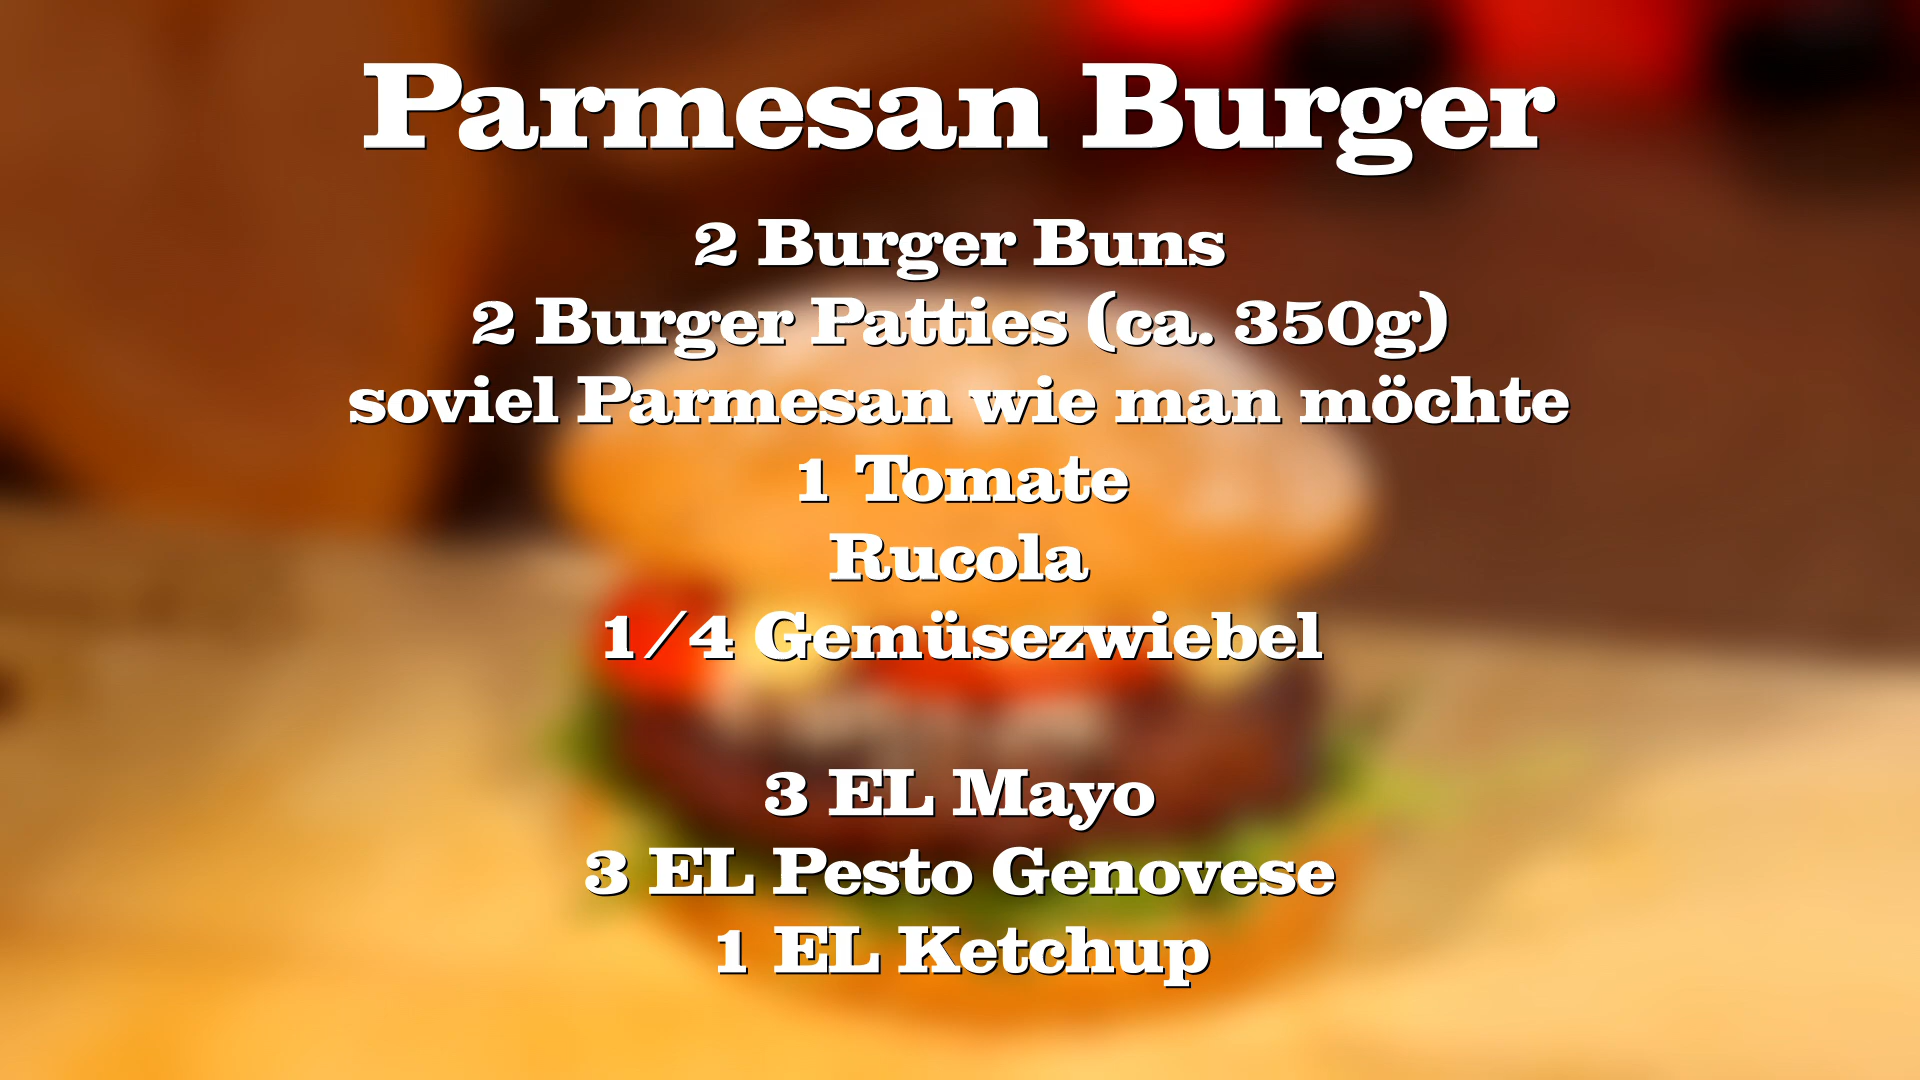 Parmesan Burger
2 Burger Buns
2 Burger Patties (ca. 350g)
soviel Parmesan wie man möchte
1 Tomate
Rucola
1/4 Gemüsezwiebel
3 EL Mayo
3 EL Pesto Genovese
1 EL Ketchup